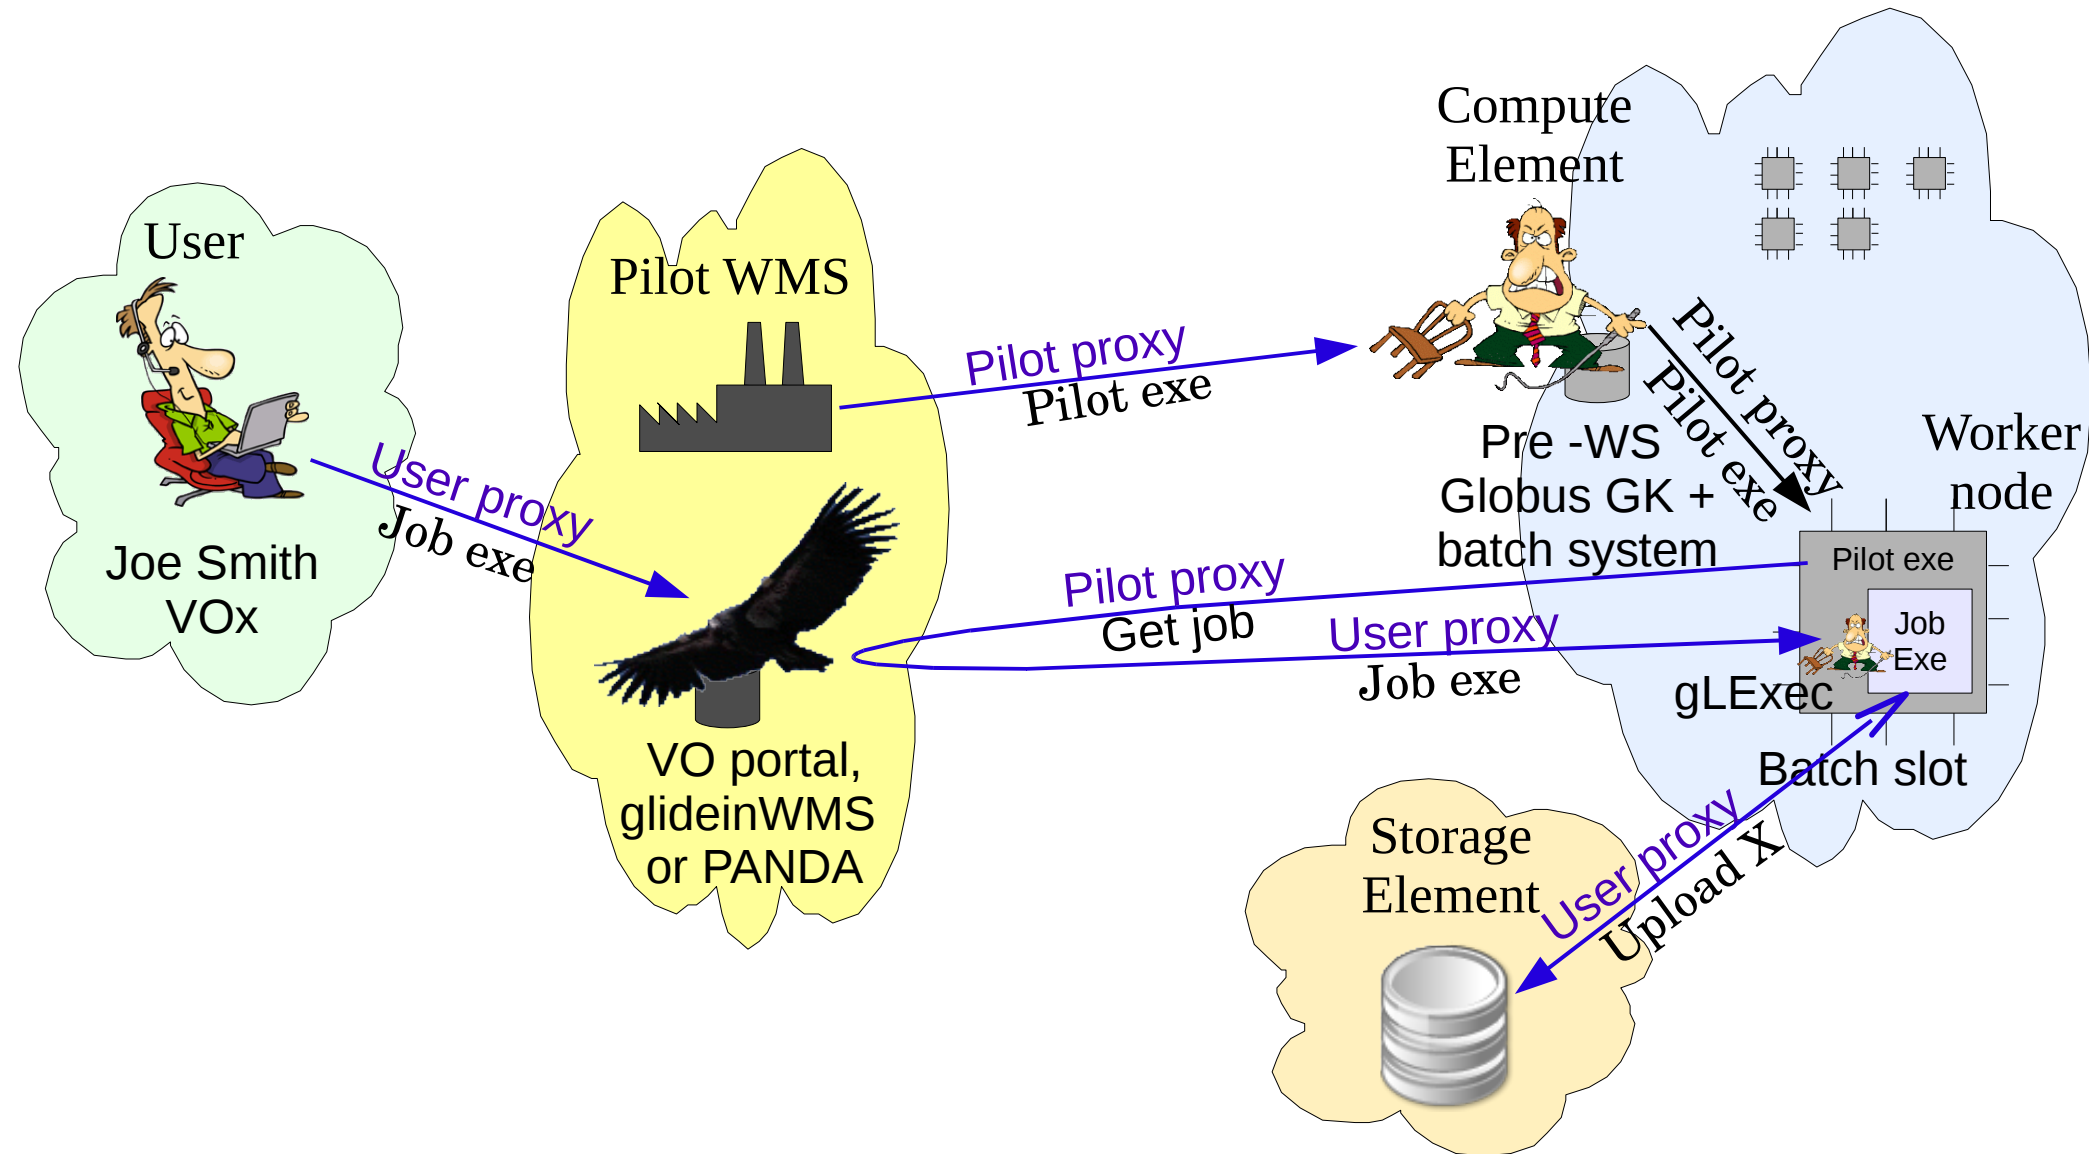 User
Joe Smith
VOx
User proxy
Job exe
Pilot WMS
VO portal,
glideinWMS
or PANDA
Pilot proxy
Pilot exe
Compute
Element
Pre -WS
Globus GK +
batch system
Pilot proxy
Pilot exe
Worker
node
Pilot proxy
Get job
User proxy
Job exe
Pilot exe
Job
Exe
gLExec
Batch slot
User proxy
Upload X
Storage
Element